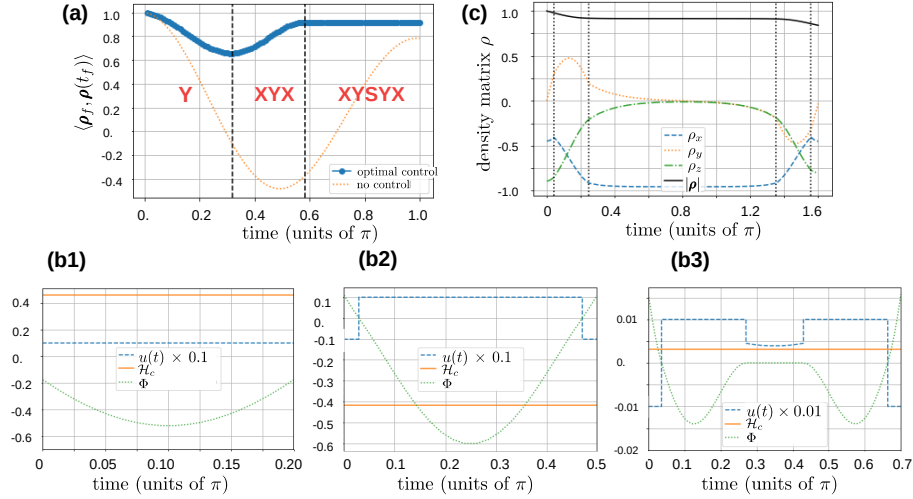 (a)
1.0
0.8
0.6
0.4
0.2
0.
-0.2
-0.4
⟨ρ_f, ρ(t_f)⟩
Y
XYX
XYSYX
optimal control
no control
0.
0.2
0.4
0.6
0.8
1.0
time (units of π)
(c)
1.0
0.5
0.
-0.5
-1.0
density matrix ρ
ρ_x
ρ_y
ρ_z
|ρ|
0
0.4
0.8
1.2
1.6
time (units of π)
(b1)
0.4
0.2
0.
-0.2
-0.4
-0.6
u(t) × 0.1
H_c
Φ
0
0.05
0.10
0.15
0.20
time (units of π)
(b2)
0.1
0.
-0.1
-0.2
-0.3
-0.4
-0.5
-0.6
u(t) × 0.1
H_c
Φ
0
0.1
0.2
0.3
0.4
0.5
time (units of π)
(b3)
0.01
0.00
-0.01
-0.02
u(t) × 0.01
H_c
Φ
0
0.1
0.2
0.3
0.4
0.5
0.6
0.7
time (units of π)